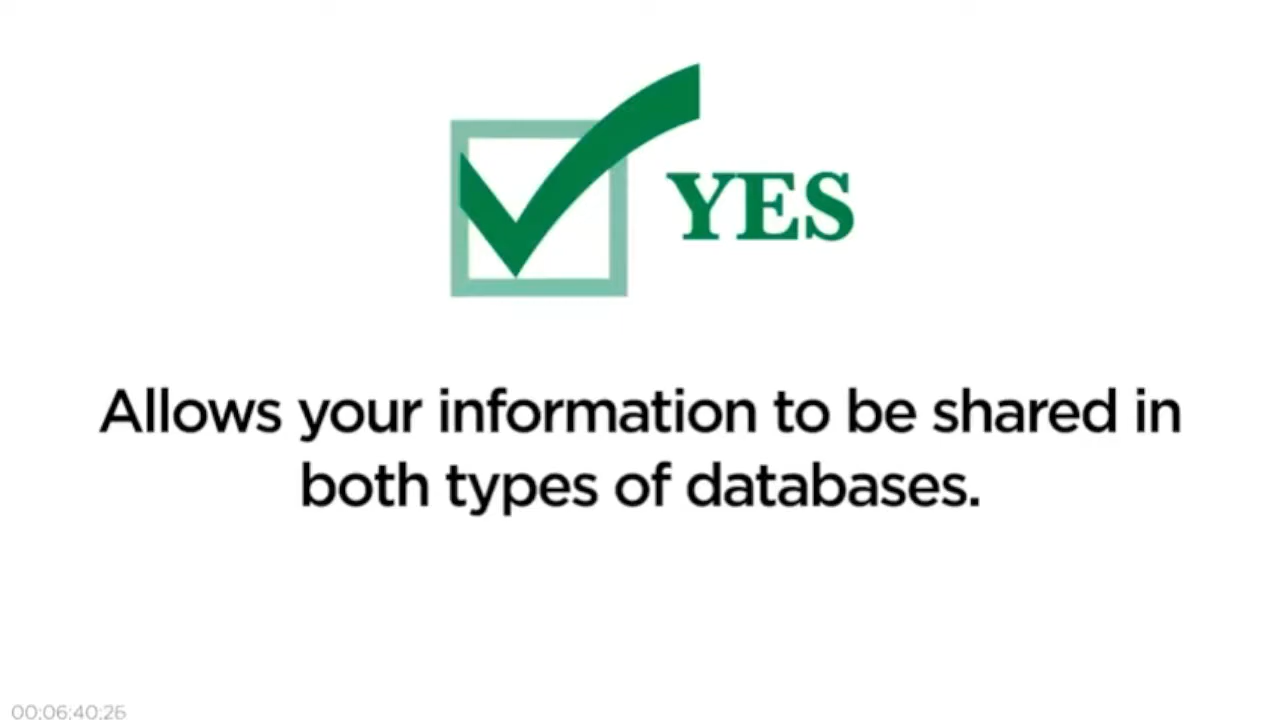 YES
Allows your information to be shared in
both types of databases.
00:06:40:26